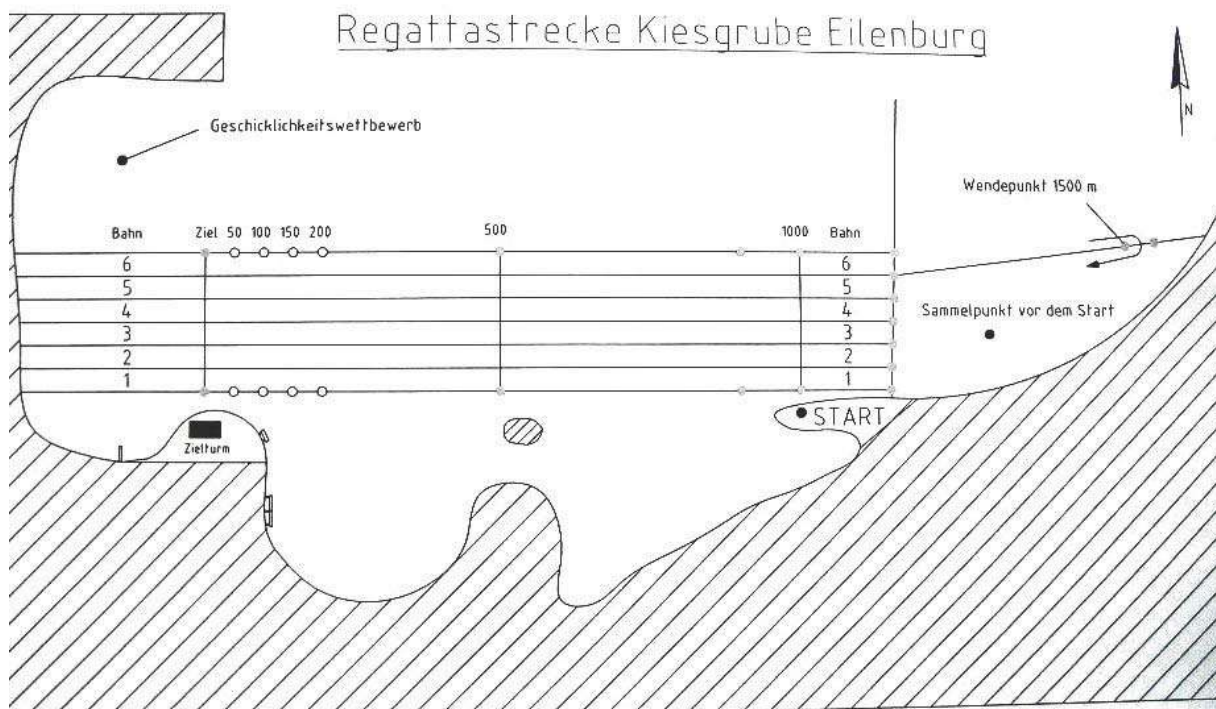 Regattastrecke Kiesgrube Eilenburg
N
Geschicklichkeitswettbewerb
Wendepunkt 1500 m
Bahn Ziel 50 100 150 200 500 1000 Bahn
6 6
5 5
4 4
3 3
2 2
1 1
Sammelpunkt vor dem Start
START
Zielturm